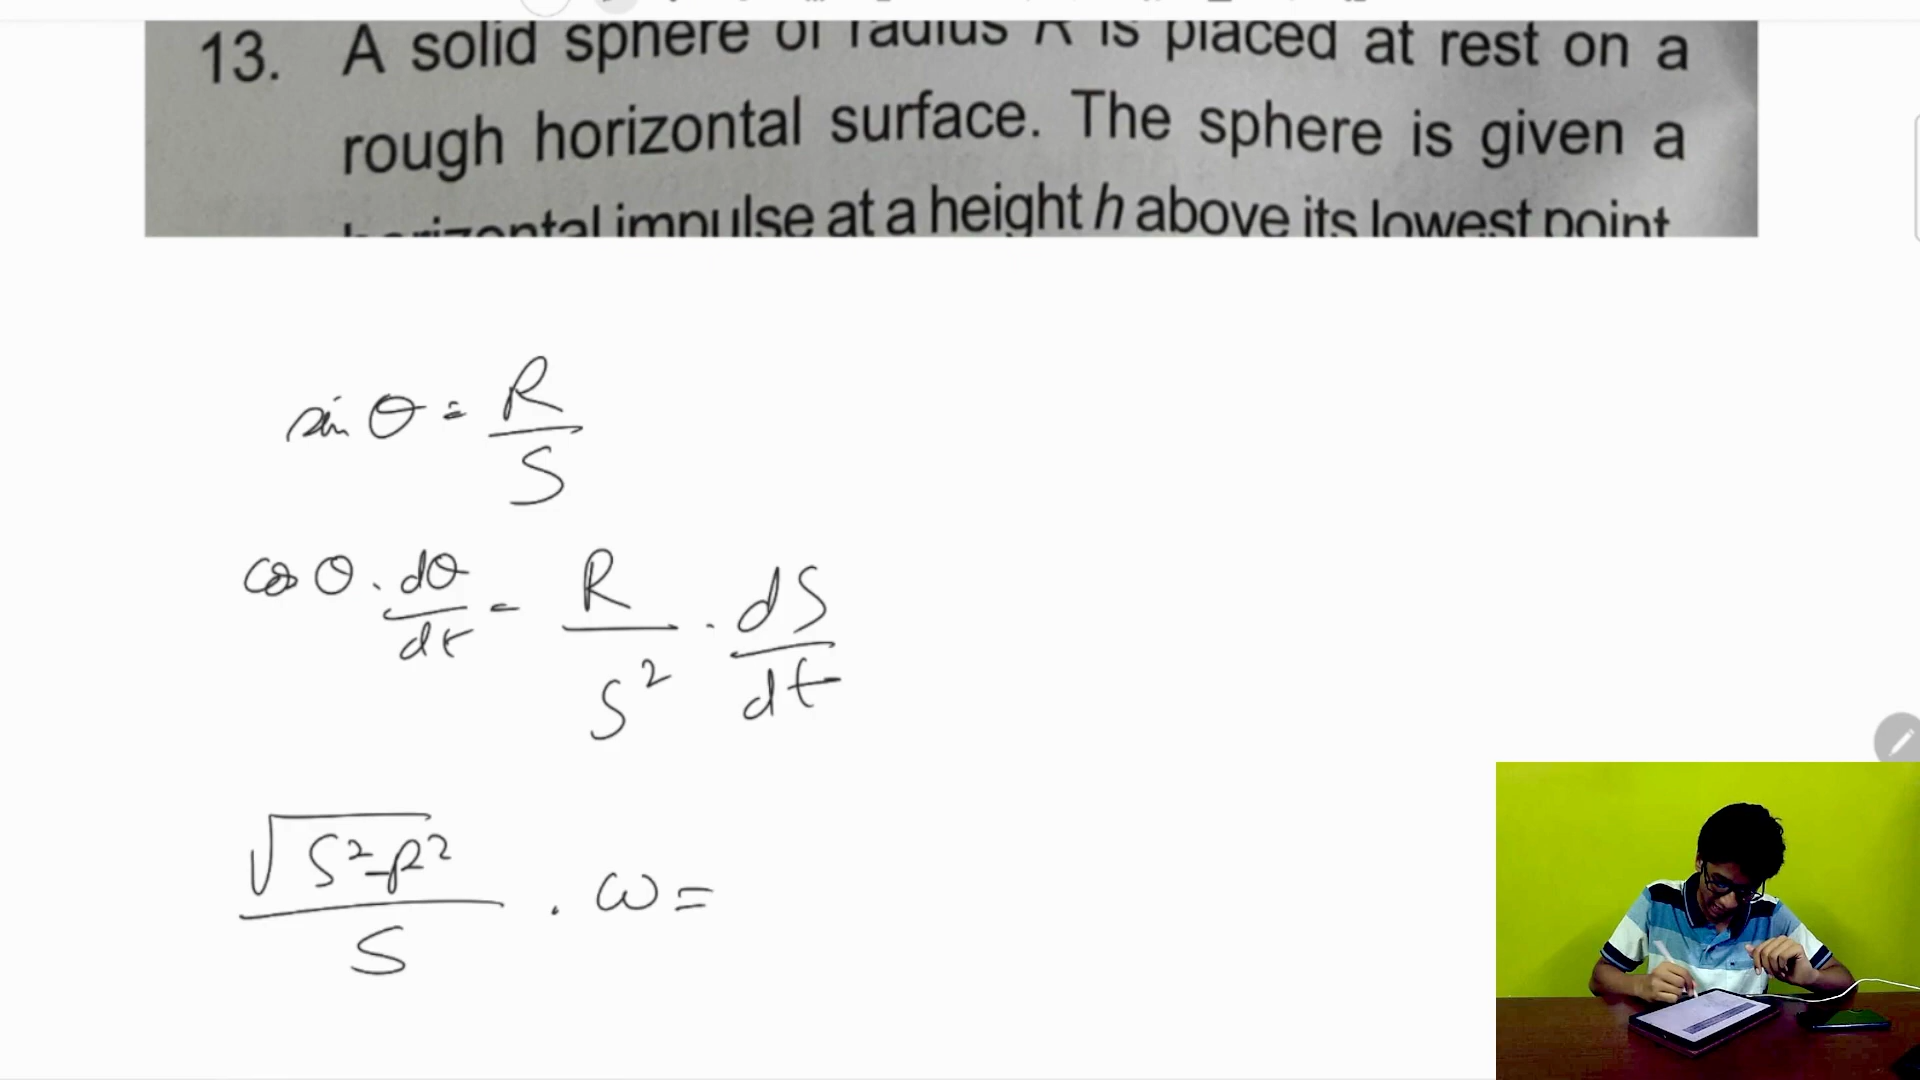 13. A solid sphere of radius R is placed at rest on a
rough horizontal surface. The sphere is given a
horizontal impulse at a height h above its lowest point
sin θ = R / S
cos θ . dθ/dt = R / S² . dS/dt
√(S²-R²) / S . ω =